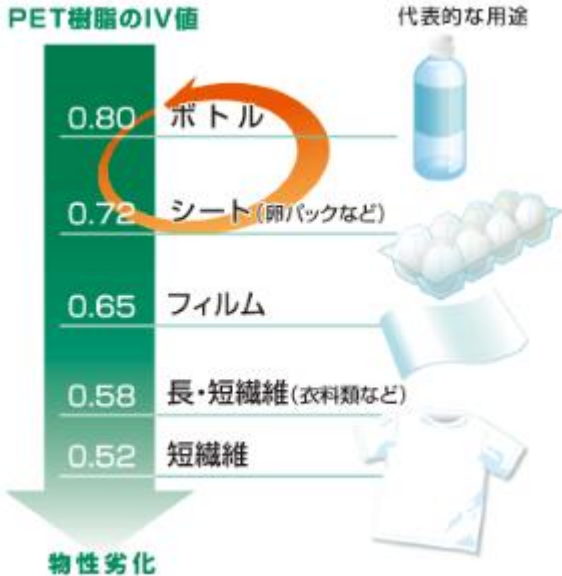 PET樹脂のIV値
代表的な用途
0.80 ボトル
0.72 シート(卵パックなど)
0.65 フィルム
0.58 長・短繊維(衣料類など)
0.52 短繊維
物性劣化